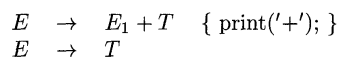 E → E₁ + T { print('+'); }
E → T